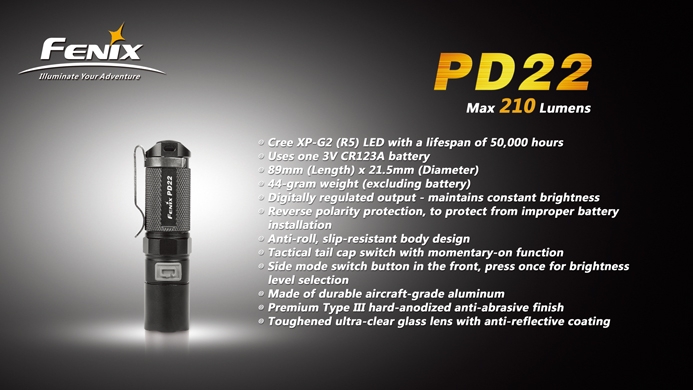 FENIX
Illuminate Your Adventure
PD22
Max 210 Lumens
Cree XP-G2 (R5) LED with a lifespan of 50,000 hours
Uses one 3V CR123A battery
89mm (Length) x 21.5mm (Diameter)
44-gram weight (excluding battery)
Digitally regulated output - maintains constant brightness
Reverse polarity protection, to protect from improper battery
installation
Anti-roll, slip-resistant body design
Tactical tail cap switch with momentary-on function
Side mode switch button in the front, press once for brightness
level selection
Made of durable aircraft-grade aluminum
Premium Type III hard-anodized anti-abrasive finish
Toughened ultra-clear glass lens with anti-reflective coating
FENIX PD22